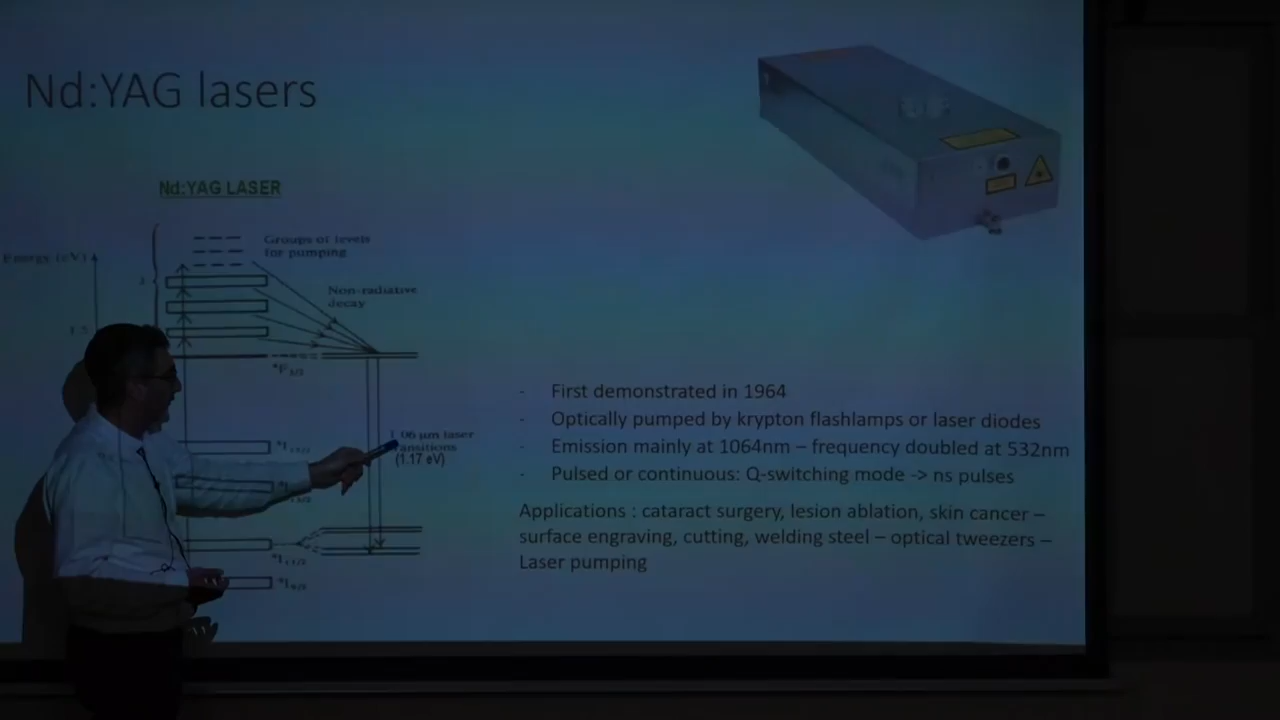 Nd:YAG lasers
Nd:YAG LASER
Energy (eV)
Groups of levels
for pumping
2
Non-radiative
decay
1.5
⁴F₃/₂
06 µm laser
ansitions
(1.17 eV)
⁴I₁₁/₂
⁴I₉/₂
- First demonstrated in 1964
- Optically pumped by krypton flashlamps or laser diodes
- Emission mainly at 1064nm – frequency doubled at 532nm
- Pulsed or continuous: Q-switching mode -> ns pulses
Applications : cataract surgery, lesion ablation, skin cancer –
surface engraving, cutting, welding steel – optical tweezers –
Laser pumping